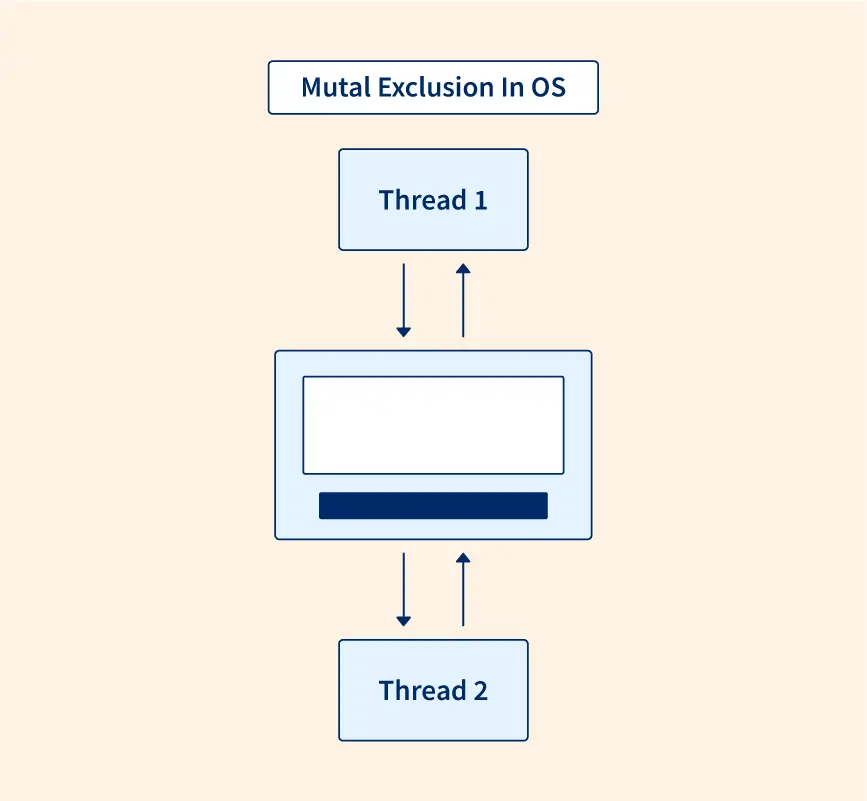 Mutal Exclusion In OS
Thread 1
Thread 2